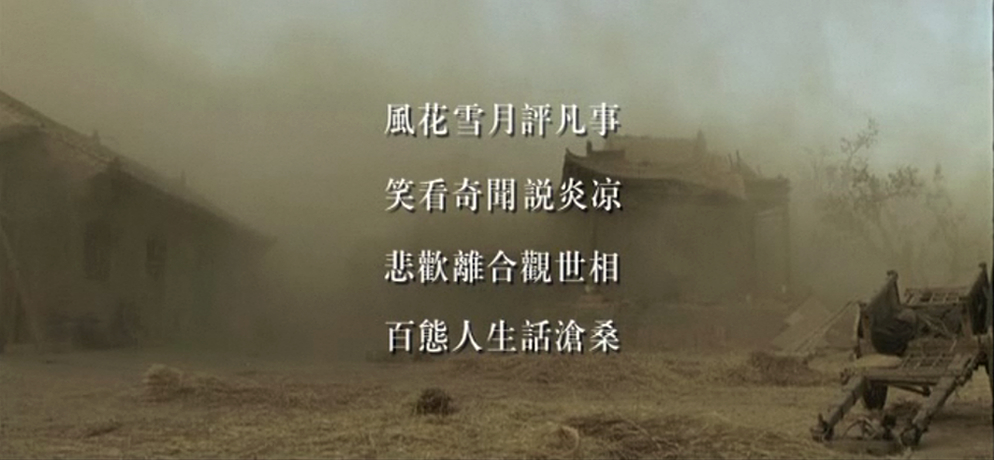 風花雪月評凡事
笑看奇聞説炎凉
悲歡離合觀世相
百態人生話滄桑